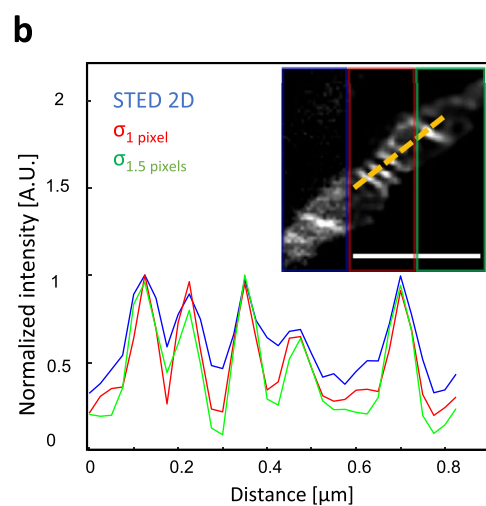 b
2
STED 2D
σ1 pixel
σ1.5 pixels
1.5
1
0.5
0
0 0.2 0.4 0.6 0.8
Normalized intensity [A.U.]
Distance [μm]